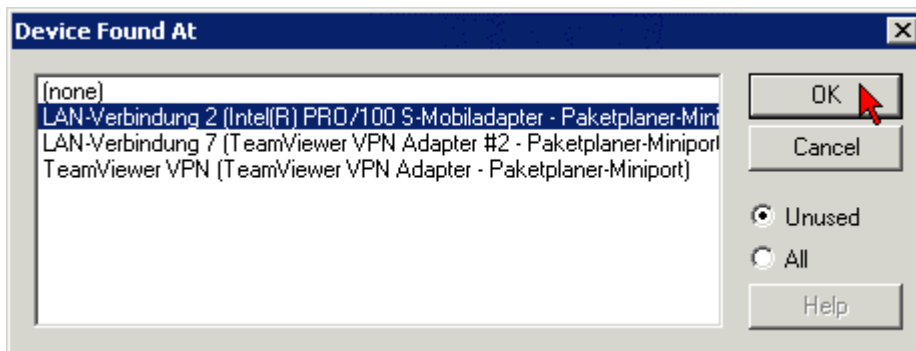 Device Found At
(none)
LAN-Verbindung 2 (Intel(R) PRO/100 S-Mobiladapter - Paketplaner-Mini
LAN-Verbindung 7 (TeamViewer VPN Adapter #2 - Paketplaner-Miniport
TeamViewer VPN (TeamViewer VPN Adapter - Paketplaner-Miniport)
OK
Cancel
Unused
All
Help